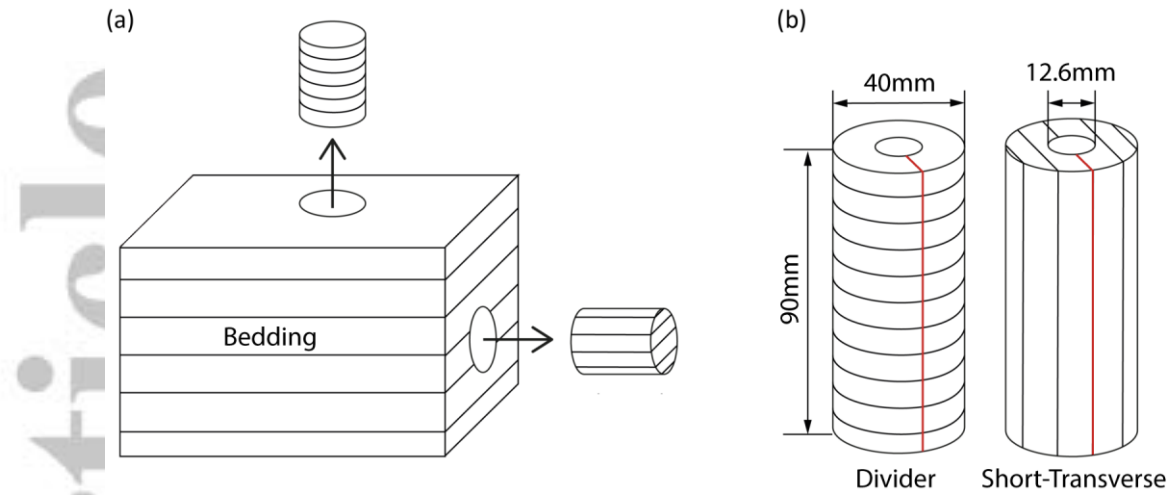 (a)
(b)
40mm
12.6mm
90mm
Bedding
Divider
Short-Transverse